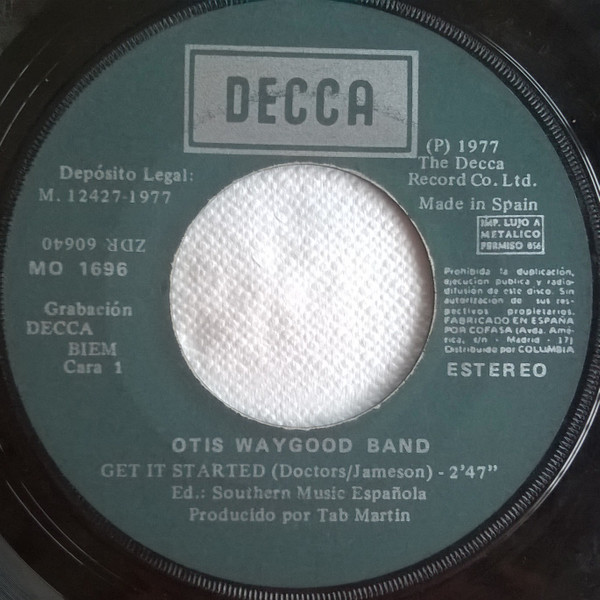 DECCA
(P) 1977
The Decca
Record Co. Ltd.
Made in Spain
IMP. LUJO A
METALICO
PERMISO 856
Depósito Legal:
M. 12427-1977
ZDR 60640
MO 1696
Grabación
DECCA
BIEM
Cara 1
Prohibida la duplicación,
ejecucion publica y radio-
difusión de este disco. Sin
autorización de sus res-
pectivos propietarios.
FABRICADO EN ESPAÑA
POR COFASA (Avda. Amé-
rica, s/n - Madrid - 17)
Distribuido por COLUMBIA
ESTEREO
OTIS WAYGOOD BAND
GET IT STARTED (Doctors/Jameson) - 2'47"
Ed.: Southern Music Española
Producido por Tab Martin